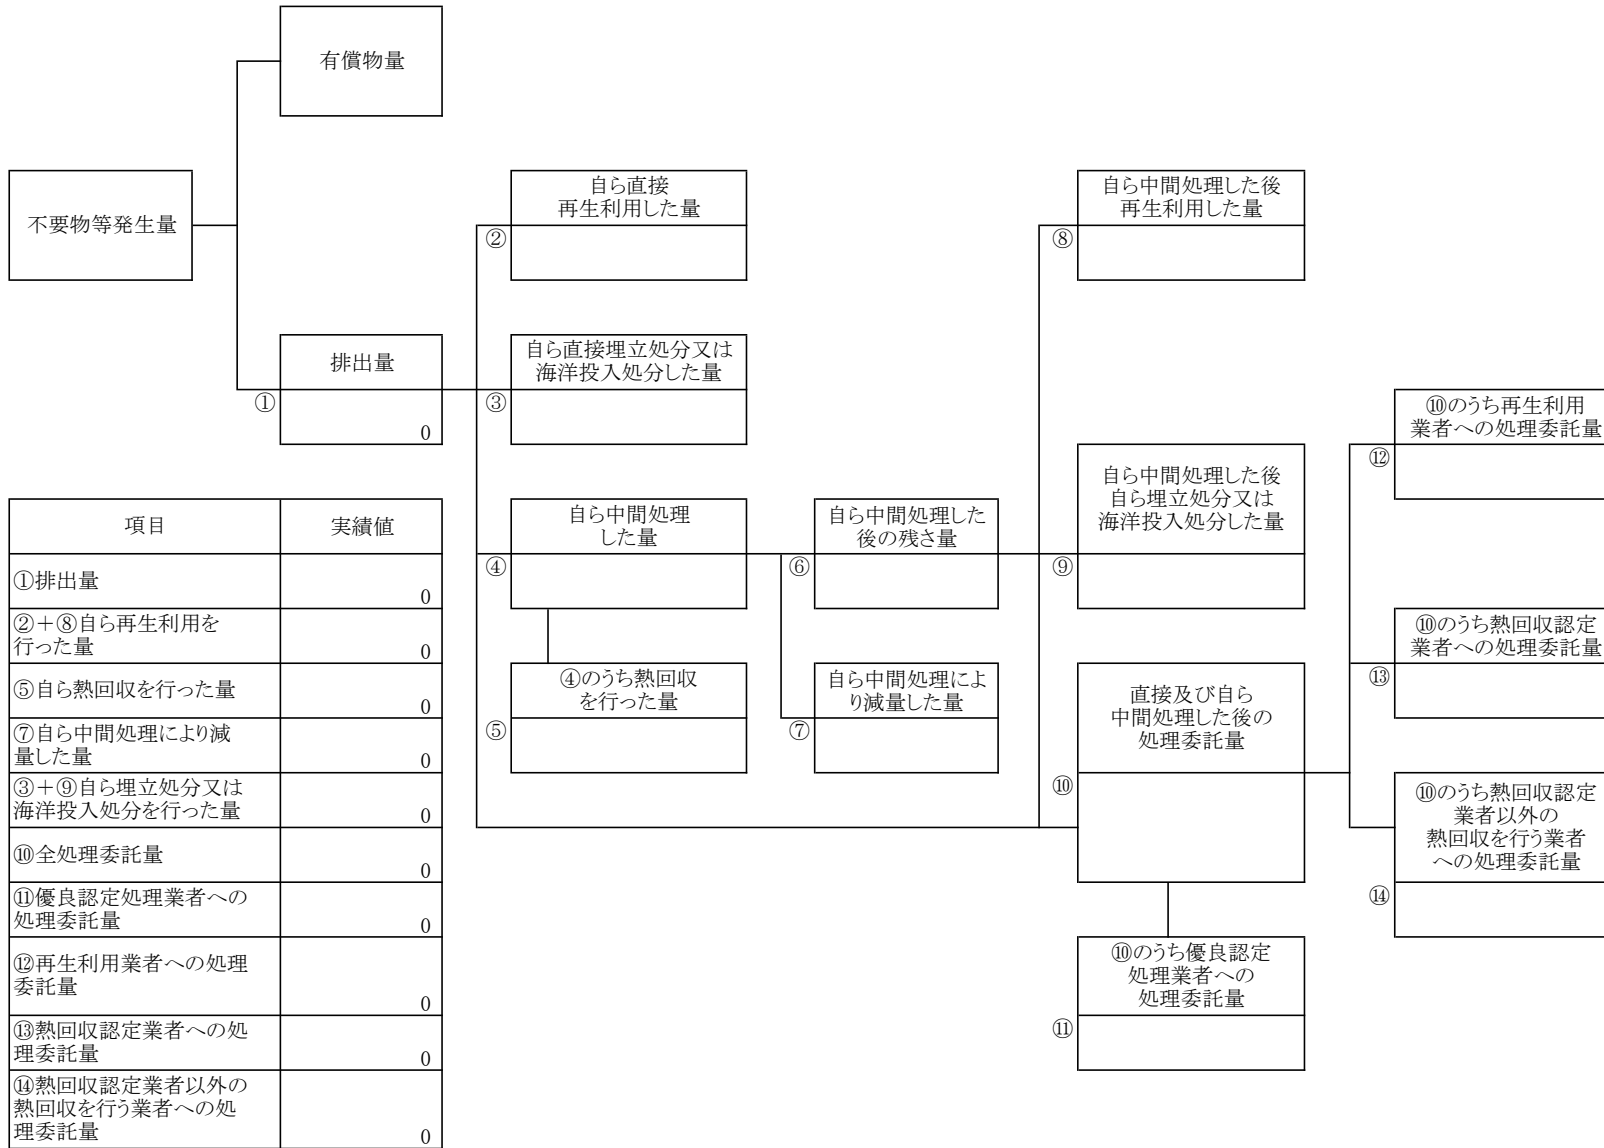 有償物量
不要物等発生量
自ら直接
再生利用した量
②
自ら中間処理した後
再生利用した量
⑧
排出量
①
0
自ら直接埋立処分又は
海洋投入処分した量
③
⑩のうち再生利用
業者への処理委託量
⑫
自ら中間処理
した量
④
自ら中間処理した
後の残さ量
⑥
自ら中間処理した後
自ら埋立処分又は
海洋投入処分した量
⑨
④のうち熱回収
を行った量
⑤
自ら中間処理によ
り減量した量
⑦
直接及び自ら
中間処理した後の
処理委託量
⑩
⑩のうち熱回収認定
業者への処理委託量
⑬
⑩のうち熱回収認定
業者以外の
熱回収を行う業者
への処理委託量
⑭
⑩のうち優良認定
処理業者への
処理委託量
⑪
項目 実績値
①排出量
0
②+⑧自ら再生利用を
行った量
0
⑤自ら熱回収を行った量
0
⑦自ら中間処理により減
量した量
0
③+⑨自ら埋立処分又は
海洋投入処分を行った量
0
⑩全処理委託量
0
⑪優良認定処理業者への
処理委託量
0
⑫再生利用業者への処理
委託量
0
⑬熱回収認定業者への処
理委託量
0
⑭熱回収認定業者以外の
熱回収を行う業者への処
理委託量
0